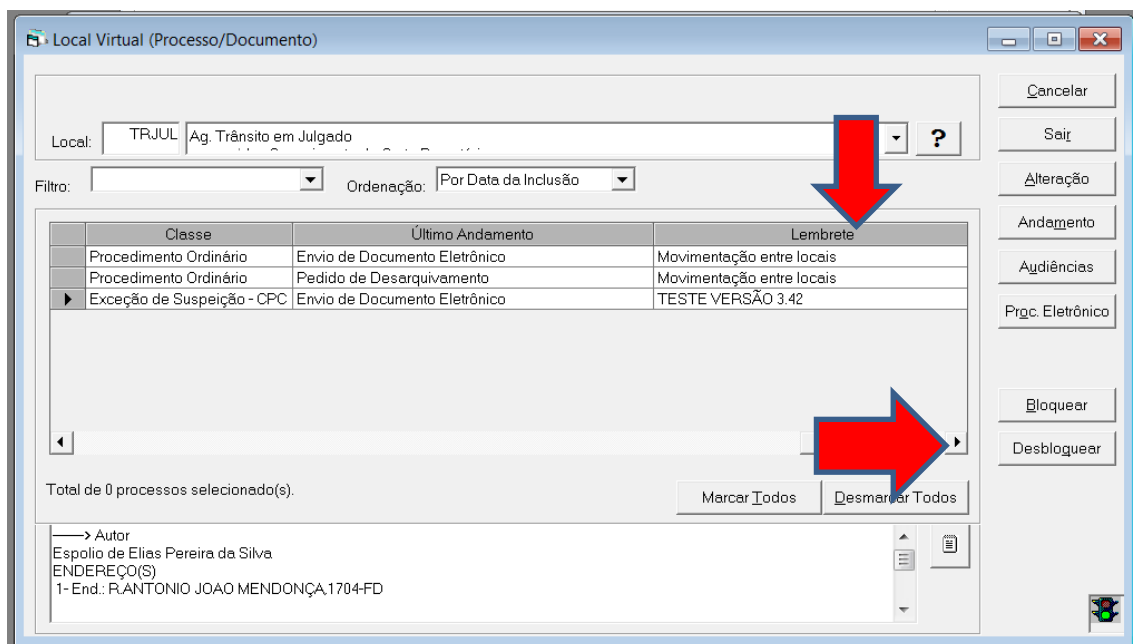 Local Virtual (Processo/Documento)
Cancelar
Local: TRJUL Ag. Trânsito em Julgado ?
Sair
Filtro: Ordenação: Por Data da Inclusão
Alteração
Classe Último Andamento Lembrete
Andamento
Procedimento Ordinário Envio de Documento Eletrônico Movimentação entre locais
Procedimento Ordinário Pedido de Desarquivamento Movimentação entre locais
Audiências
Exceção de Suspeição - CPC Envio de Documento Eletrônico TESTE VERSÃO 3.42
Proc. Eletrônico
Bloquear
Desbloquear
Total de 0 processos selecionado(s).
Marcar Todos Desmarcar Todos
——> Autor
Espolio de Elias Pereira da Silva
ENDEREÇO(S)
1- End.: R.ANTONIO JOAO MENDONÇA,1704-FD